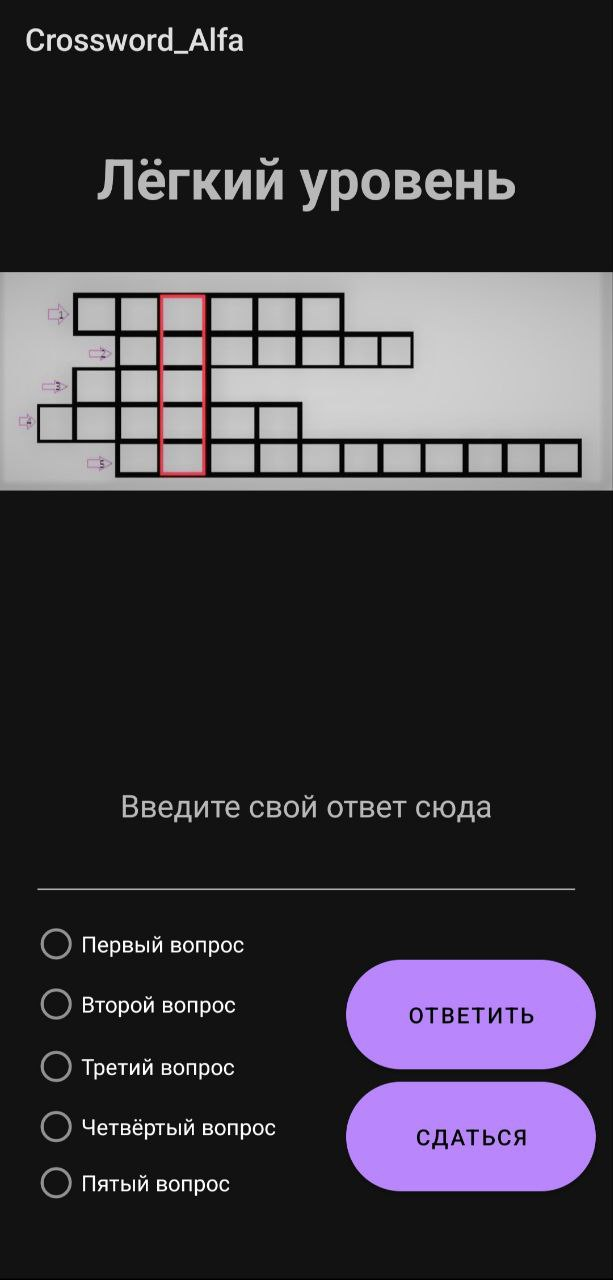 Crossword_Alfa
Лёгкий уровень
1
2
3
4
5
Введите свой ответ сюда
Первый вопрос
Второй вопрос
Третий вопрос
Четвёртый вопрос
Пятый вопрос
ОТВЕТИТЬ
СДАТЬСЯ